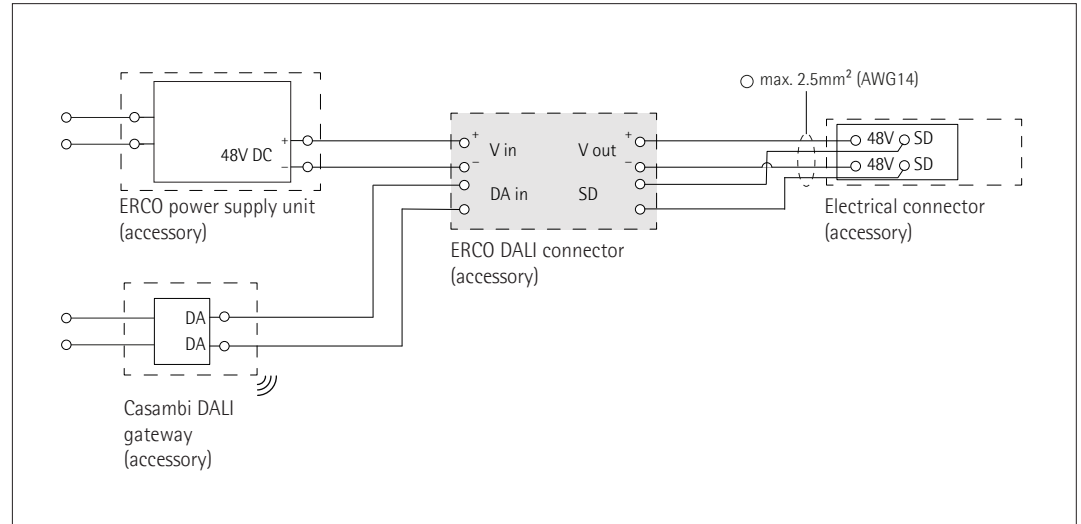 max. 2.5mm² (AWG14)
48V DC
+
–
ERCO power supply unit
(accessory)
+
V in
–
DA in
+
V out
–
SD
ERCO DALI connector
(accessory)
48V SD
48V SD
Electrical connector
(accessory)
DA
DA
Casambi DALI
gateway
(accessory)